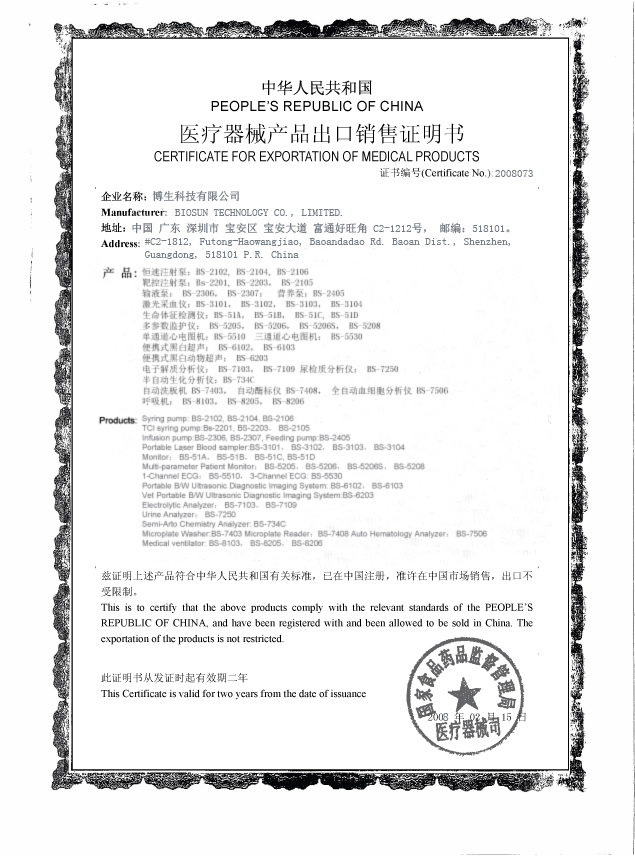 中华人民共和国
PEOPLE'S REPUBLIC OF CHINA
医疗器械产品出口销售证明书
CERTIFICATE FOR EXPORTATION OF MEDICAL PRODUCTS
证书编号(Certificate No.): 2008073
企业名称: 博生科技有限公司
Manufacturer: BIOSUN TECHNOLOGY CO., LIMITED.
地址: 中国 广东 深圳市 宝安区 宝安大道 富通好旺角 C2-1212号, 邮编: 518101。
Address: #C2-1812, Futong-Haowangjiao, Baoandadao Rd. Baoan Dist., Shenzhen,
Guangdong, 518101 P.R. China
产 品: 恒速注射泵: BS-2102, BS-2104, BS-2106
靶控注射泵: Bs-2201, BS-2203, BS-2105
输液泵: BS-2306, BS-2307; 营养泵: BS-2405
激光采血仪: BS-3101, BS-3102, BS-3103, BS-3104
生命体征检测仪: BS-51A, BS-51B, BS-51C, BS-51D
多参数监护仪: BS-5205, BS-5206, BS-5206S, BS-5208
单通道心电图机: BS-5510 三通道心电图机: BS-5530
便携式黑白超声: BS-6102, BS-6103
便携式黑白动物超声: BS-6203
电子解质分析仪: BS-7103, BS-7109 尿检质分析仪: BS-7250
半自动生化分析仪: BS-734C
自动洗板机 BS-7403, 自动酶标仪 BS-7408, 全自动血细胞分析仪 BS-7506
呼吸机: BS-8103, BS-8205, BS-8206
Products: Syring pump: BS-2102, BS-2104, BS-2106
TCI syring pump:Bs-2201, BS-2203, BS-2105
Infusion pump:BS-2306, BS-2307, Feeding pump:BS-2405
Portable Laser Blood sampler:BS-3101, BS-3102, BS-3103, BS-3104
Monitor: BS-51A, BS-51B, BS-51C, BS-51D
Multi-parameter Patient Monitor: BS-5205, BS-5206, BS-5206S, BS-5208
1-Channel ECG: BS-5510, 3-Channel ECG: BS-5530
Portable B/W Ultrasonic Diagnostic Imaging System: BS-6102, BS-6103
Vet Portable B/W Ultrasonic Diagnostic Imaging System:BS-6203
Electrolytic Analyzer: BS-7103, BS-7109
Urine Analyzer: BS-7250
Semi-Arto Chemistry Analyzer: BS-734C
Microplate Washer:BS-7403 Microplate Reader: BS-7408 Auto Hematology Analyzer: BS-7506
Medical ventilator: BS-8103, BS-8205, BS-8206
兹证明上述产品符合中华人民共和国有关标准，已在中国注册，准许在中国市场销售，出口不
受限制。
This is to certify that the above products comply with the relevant standards of the PEOPLE'S
REPUBLIC OF CHINA, and have been registered with and been allowed to be sold in China. The
exportation of the products is not restricted.
此证明书从发证时起有效期二年
This Certificate is valid for two years from the date of issuance
国家食品药品监督管理局
2008 年 02 月 15 日
医疗器械司